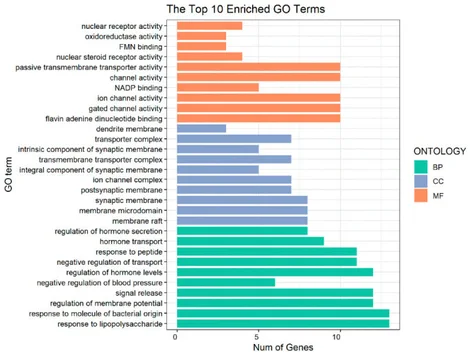 The Top 10 Enriched GO Terms
nuclear receptor activity
oxidoreductase activity
FMN binding
nuclear steroid receptor activity
passive transmembrane transporter activity
channel activity
NADP binding
ion channel activity
gated channel activity
flavin adenine dinucleotide binding
dendrite membrane
transporter complex
intrinsic component of synaptic membrane
transmembrane transporter complex
integral component of synaptic membrane
ion channel complex
postsynaptic membrane
synaptic membrane
membrane microdomain
membrane raft
regulation of hormone secretion
hormone transport
response to peptide
negative regulation of transport
regulation of hormone levels
negative regulation of blood pressure
signal release
regulation of membrane potential
response to molecule of bacterial origin
response to lipopolysaccharide
GO term
0 5 10
Num of Genes
ONTOLOGY
BP
CC
MF